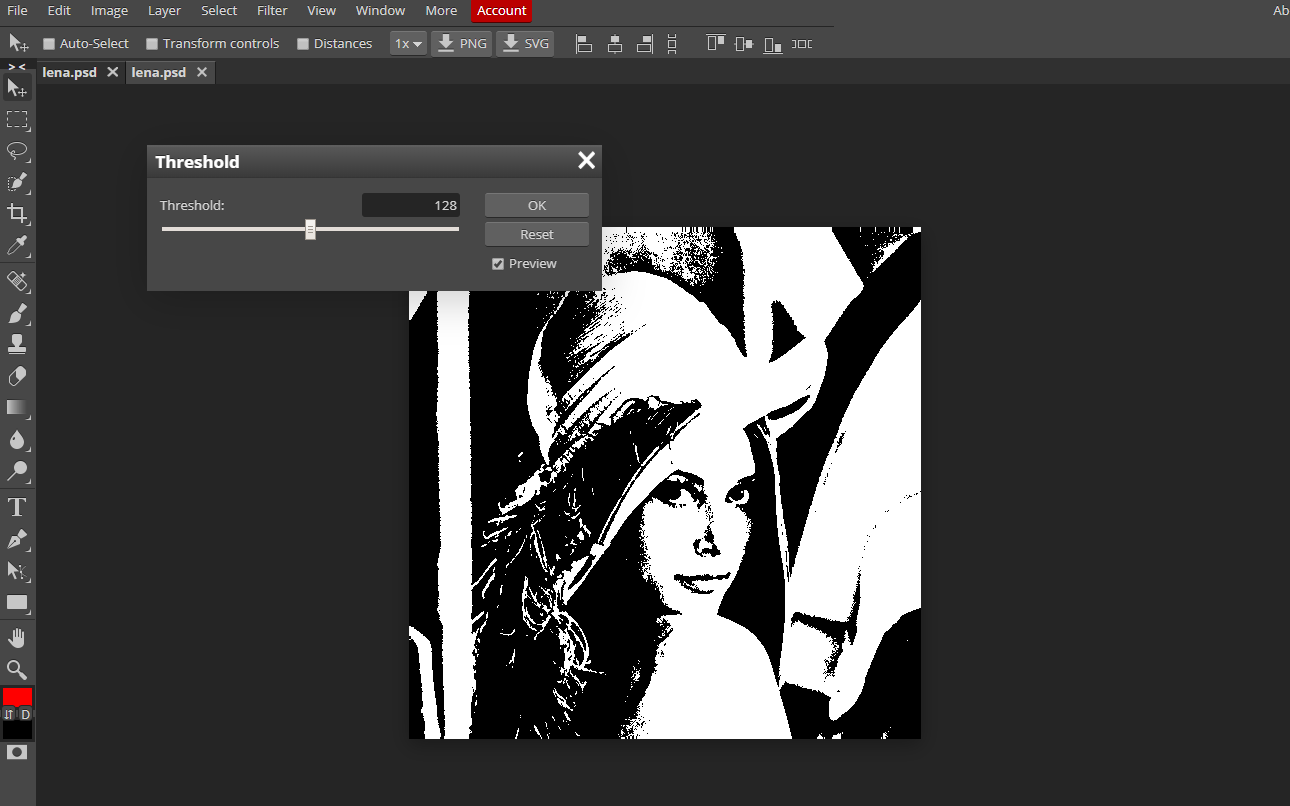 File Edit Image Layer Select Filter View Window More Account Ab
Auto-Select Transform controls Distances 1x PNG SVG
> <
lena.psd lena.psd
Threshold
Threshold: 128 OK
Reset
Preview
T
D